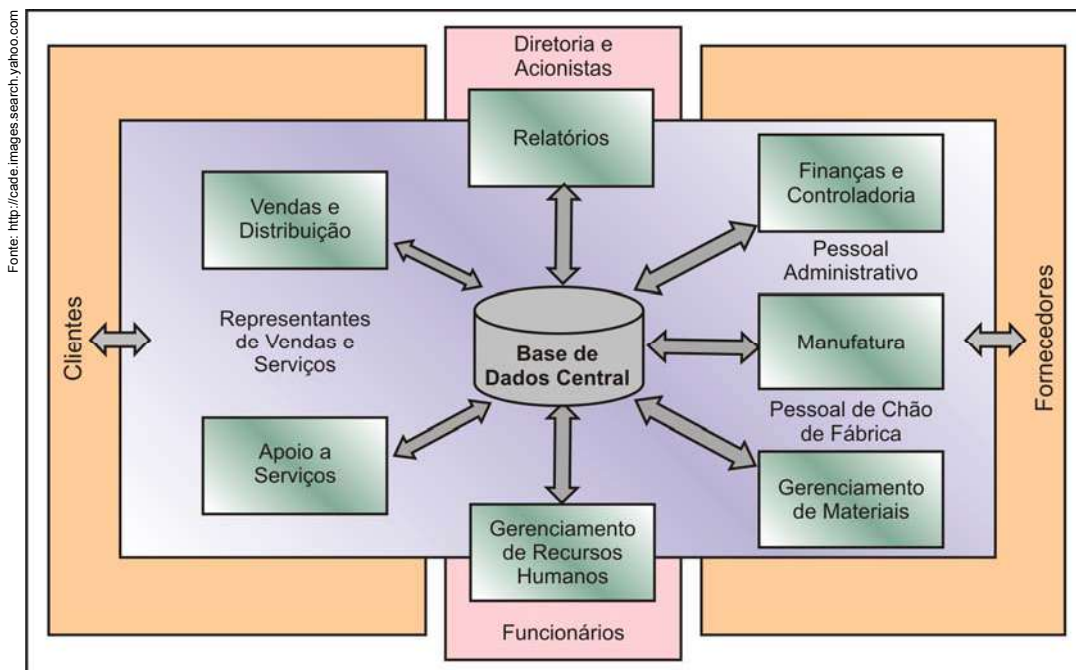 Fonte: http://cade.images.search.yahoo.com
Diretoria e
Acionistas
Relatórios
Vendas e
Distribuição
Finanças e
Controladoria
Pessoal
Administrativo
Clientes
Representantes
de Vendas e
Serviços
Base de
Dados Central
Manufatura
Fornecedores
Pessoal de Chão
de Fábrica
Apoio a
Serviços
Gerenciamento
de Materiais
Gerenciamento
de Recursos
Humanos
Funcionários